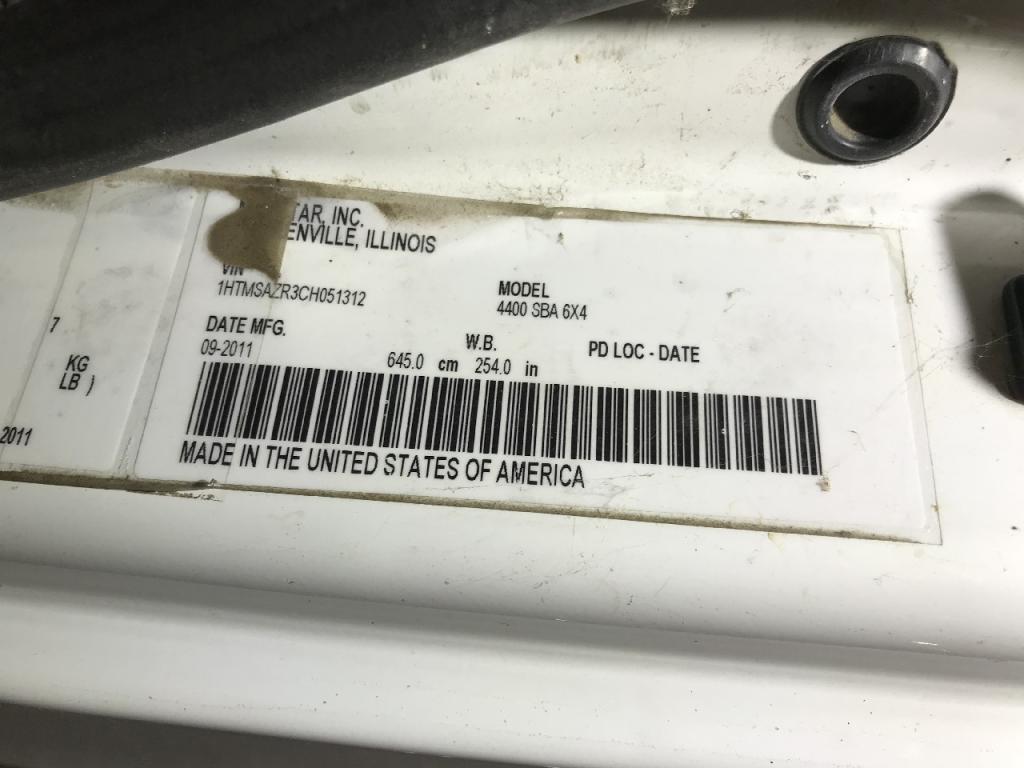 TAR, INC.
ENVILLE, ILLINOIS
VIN
1HTMSAZR3CH051312
MODEL
4400 SBA 6X4
DATE MFG.
09-2011
W.B.
645.0 cm 254.0 in
PD LOC - DATE
MADE IN THE UNITED STATES OF AMERICA
7
KG
LB )
2011